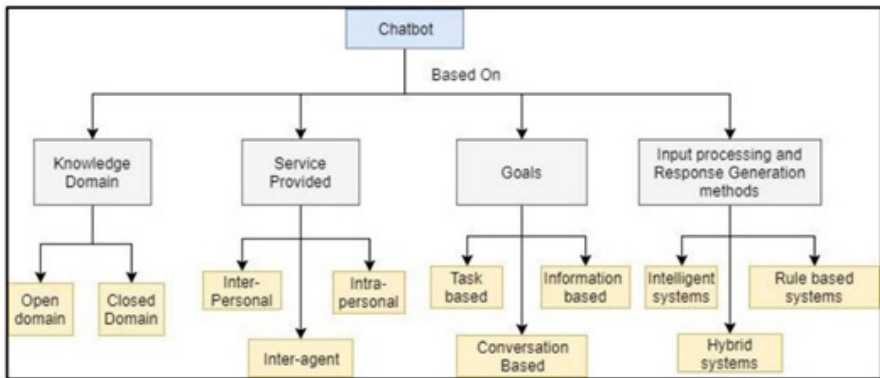 Chatbot
Based On
Knowledge
Domain
Service
Provided
Goals
Input processing and
Response Generation
methods
Open
domain
Closed
Domain
Inter-
Personal
Intra-
personal
Inter-agent
Task
based
Information
based
Conversation
Based
Intelligent
systems
Rule based
systems
Hybrid
systems